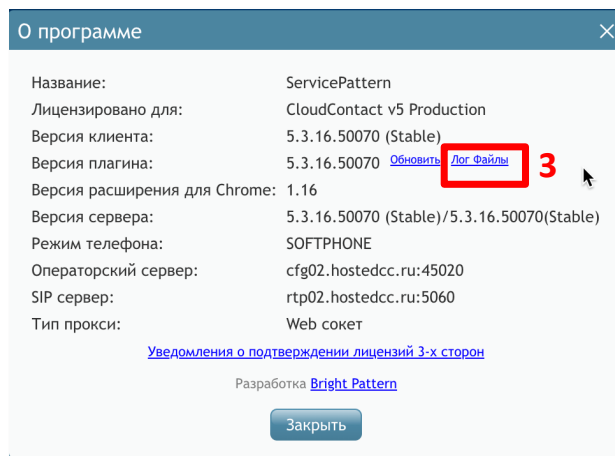 О программе
Название: ServicePattern
Лицензировано для: CloudContact v5 Production
Версия клиента: 5.3.16.50070 (Stable)
Версия плагина: 5.3.16.50070 Обновить Лог Файлы 3
Версия расширения для Chrome: 1.16
Версия сервера: 5.3.16.50070 (Stable)/5.3.16.50070(Stable)
Режим телефона: SOFTPHONE
Операторский сервер: cfg02.hostedcc.ru:45020
SIP сервер: rtp02.hostedcc.ru:5060
Тип прокси: Web сокет
Уведомления о подтверждении лицензий 3-х сторон
Разработка Bright Pattern
Закрыть